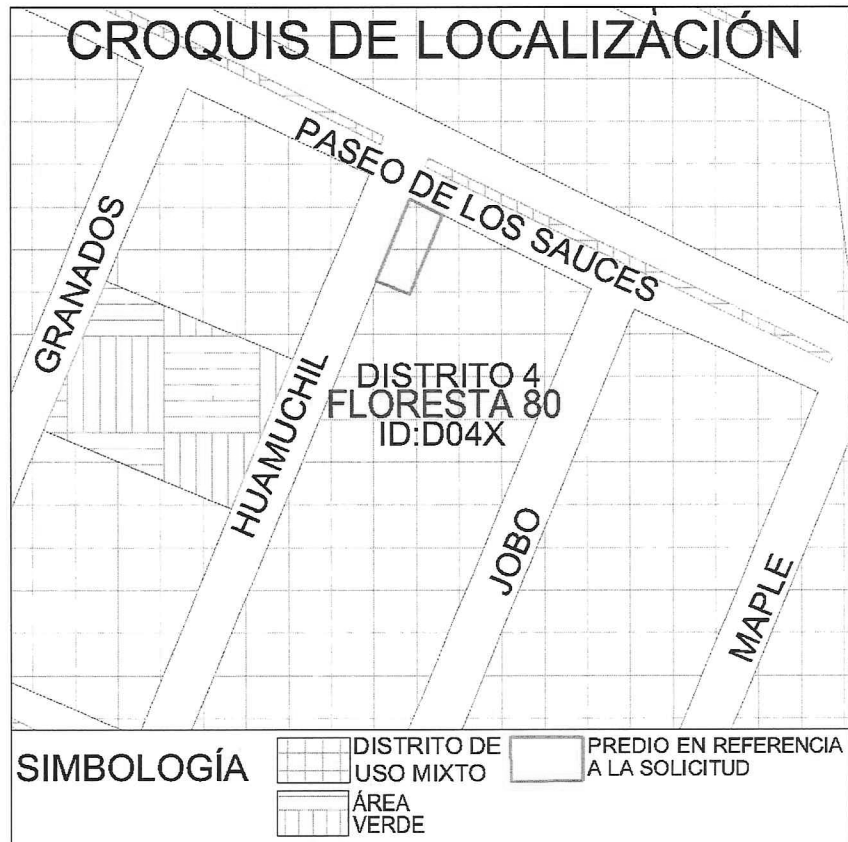 CROQUIS DE LOCALIZACIÓN
PASEO DE LOS SAUCES
GRANADOS
HUAMUCHIL
DISTRITO 4
FLORESTA 80
ID:D04X
JOBO
MAPLE
SIMBOLOGÍA
DISTRITO DE
USO MIXTO
PREDIO EN REFERENCIA
A LA SOLICITUD
ÁREA
VERDE